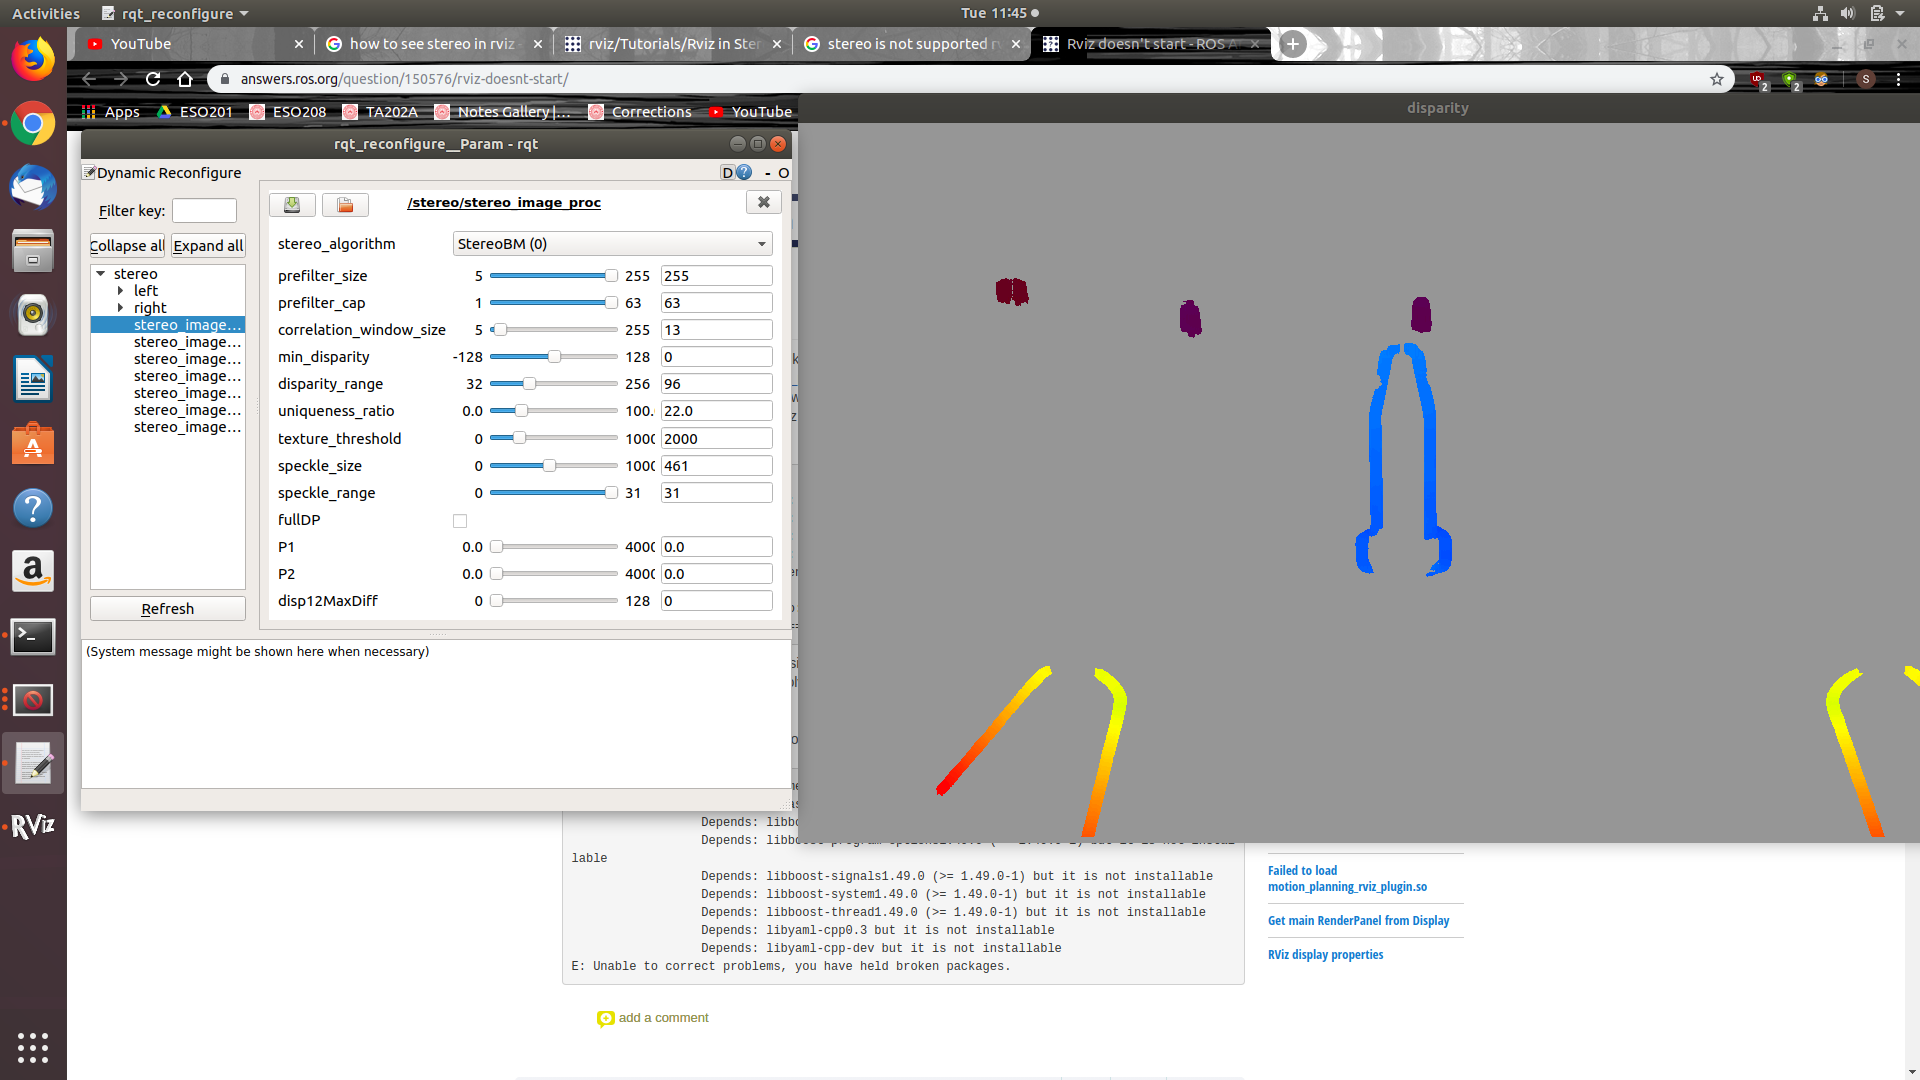 Activities
rqt_reconfigure
Tue 11:45
YouTube
how to see stereo in rviz
rviz/Tutorials/Rviz in Ster
stereo is not supported r
Rviz doesn't start - ROS A
answers.ros.org/question/150576/rviz-doesnt-start/
2
2
S
Apps
ESO201
ESO208
TA202A
Notes Gallery |...
Corrections
YouTube
disparity
rqt_reconfigure__Param - rqt
Dynamic Reconfigure
D
- O
Filter key:
Collapse all
Expand all
stereo
left
right
stereo_image...
stereo_image...
stereo_image...
stereo_image...
stereo_image...
stereo_image...
stereo_image...
Refresh
/stereo/stereo_image_proc
stereo_algorithm StereoBM (0)
prefilter_size 5 255 255
prefilter_cap 1 63 63
correlation_window_size 5 255 13
min_disparity -128 128 0
disparity_range 32 256 96
uniqueness_ratio 0.0 100. 22.0
texture_threshold 0 1000 2000
speckle_size 0 1000 461
speckle_range 0 31 31
fullDP
P1 0.0 4000 0.0
P2 0.0 4000 0.0
disp12MaxDiff 0 128 0
(System message might be shown here when necessary)
RViz
Depends: libb
lable
Depends: libboost-signals1.49.0 (>= 1.49.0-1) but it is not installable
Depends: libboost-system1.49.0 (>= 1.49.0-1) but it is not installable
Depends: libboost-thread1.49.0 (>= 1.49.0-1) but it is not installable
Depends: libyaml-cpp0.3 but it is not installable
Depends: libyaml-cpp-dev but it is not installable
E: Unable to correct problems, you have held broken packages.
add a comment
Failed to load
motion_planning_rviz_plugin.so
Get main RenderPanel from Display
RViz display properties